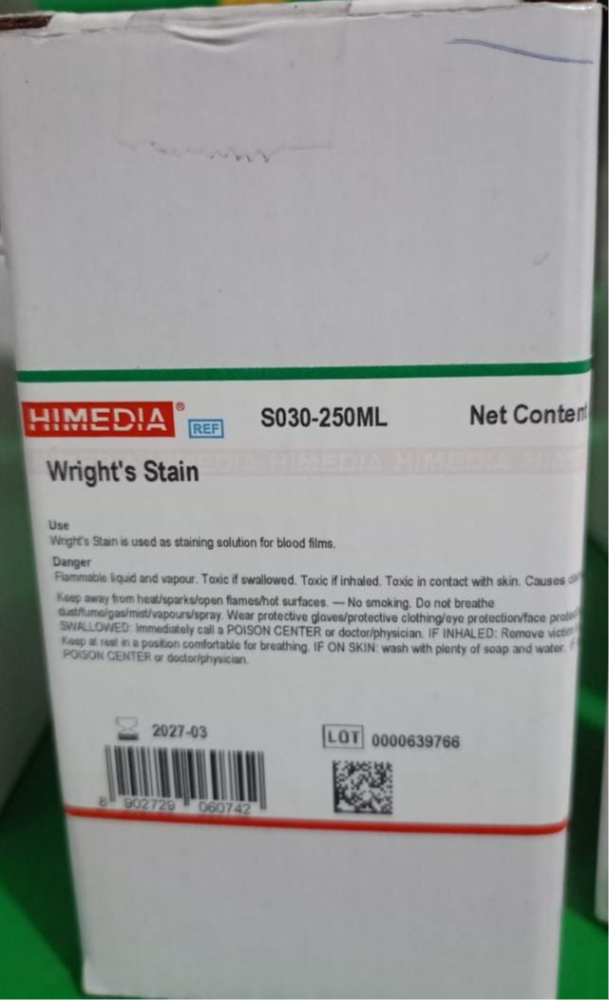 HIMEDIA® REF S030-250ML Net Conten
Wright's Stain
Use
Wright's Stain is used as staining solution for blood films.
Danger
Flammable liquid and vapour. Toxic if swallowed. Toxic if inhaled. Toxic in contact with skin. Causes
Keep away from heat/sparks/open flames/hot surfaces. — No smoking. Do not breathe
dust/fume/gas/mist/vapours/spray. Wear protective gloves/protective clothing/eye protection/face
SWALLOWED: Immediately call a POISON CENTER or doctor/physician. IF INHALED: Remove victim
Keep at rest in a position comfortable for breathing. IF ON SKIN: wash with plenty of soap and water.
POISON CENTER or doctor/physician.
2027-03 LOT 0000639766
8 902729 060742